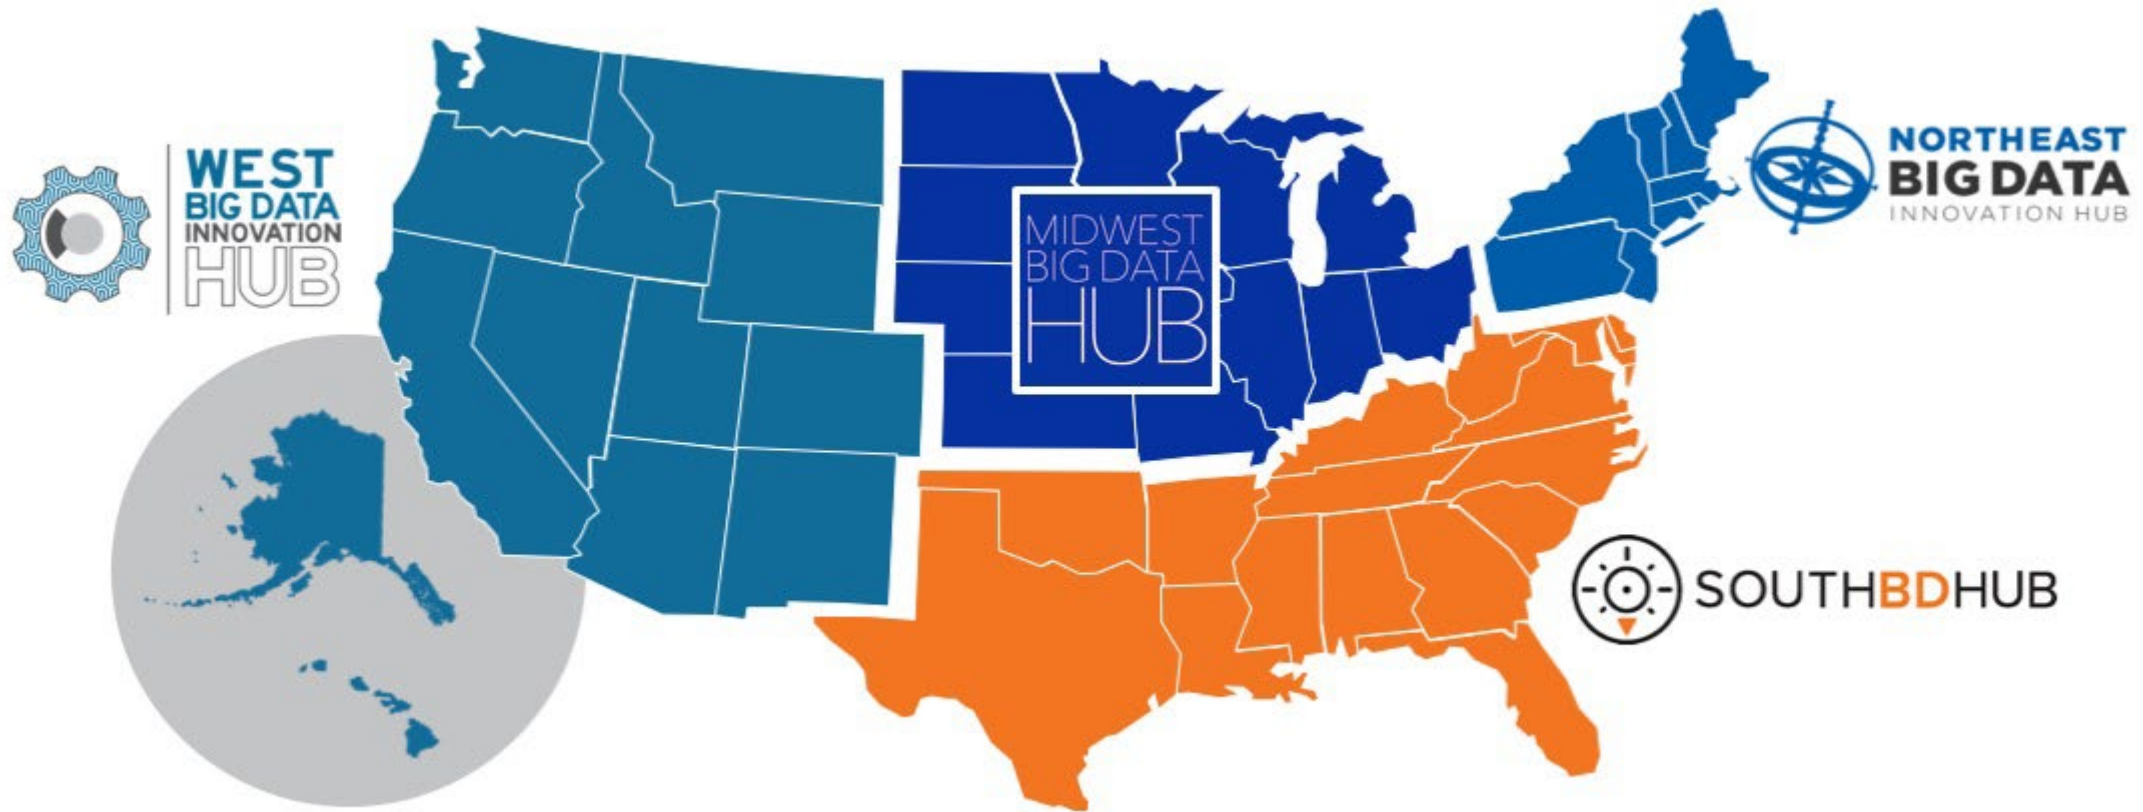 WEST
BIG DATA
INNOVATION
HUB
MIDWEST
BIG DATA
HUB
NORTHEAST
BIG DATA
INNOVATION HUB
SOUTHBDHUB